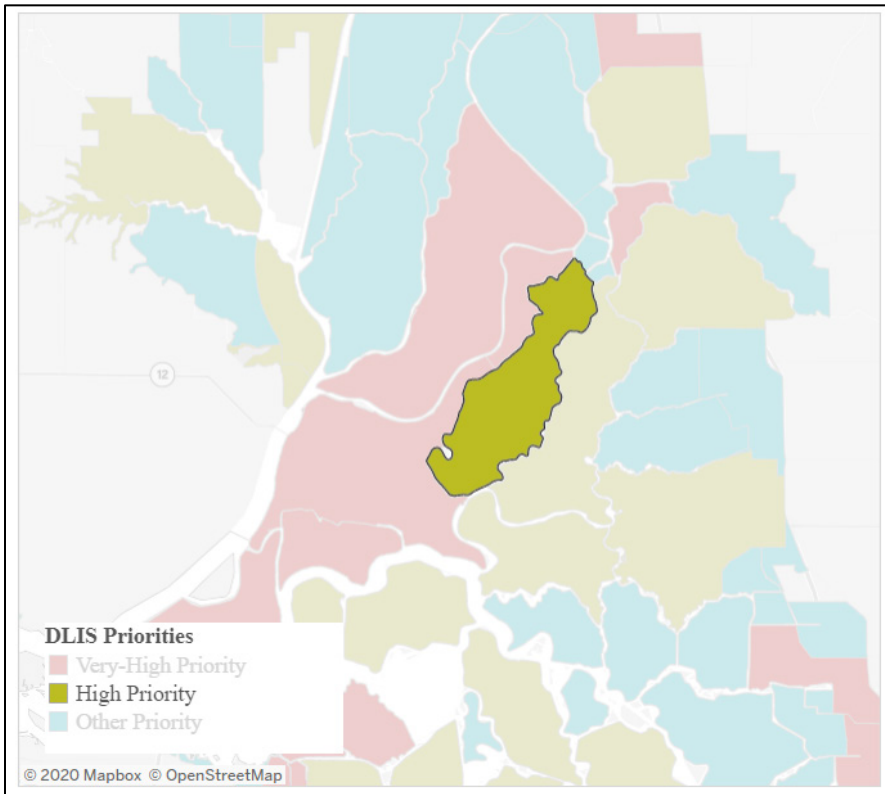 12
DLIS Priorities
Very-High Priority
High Priority
Other Priority
© 2020 Mapbox © OpenStreetMap